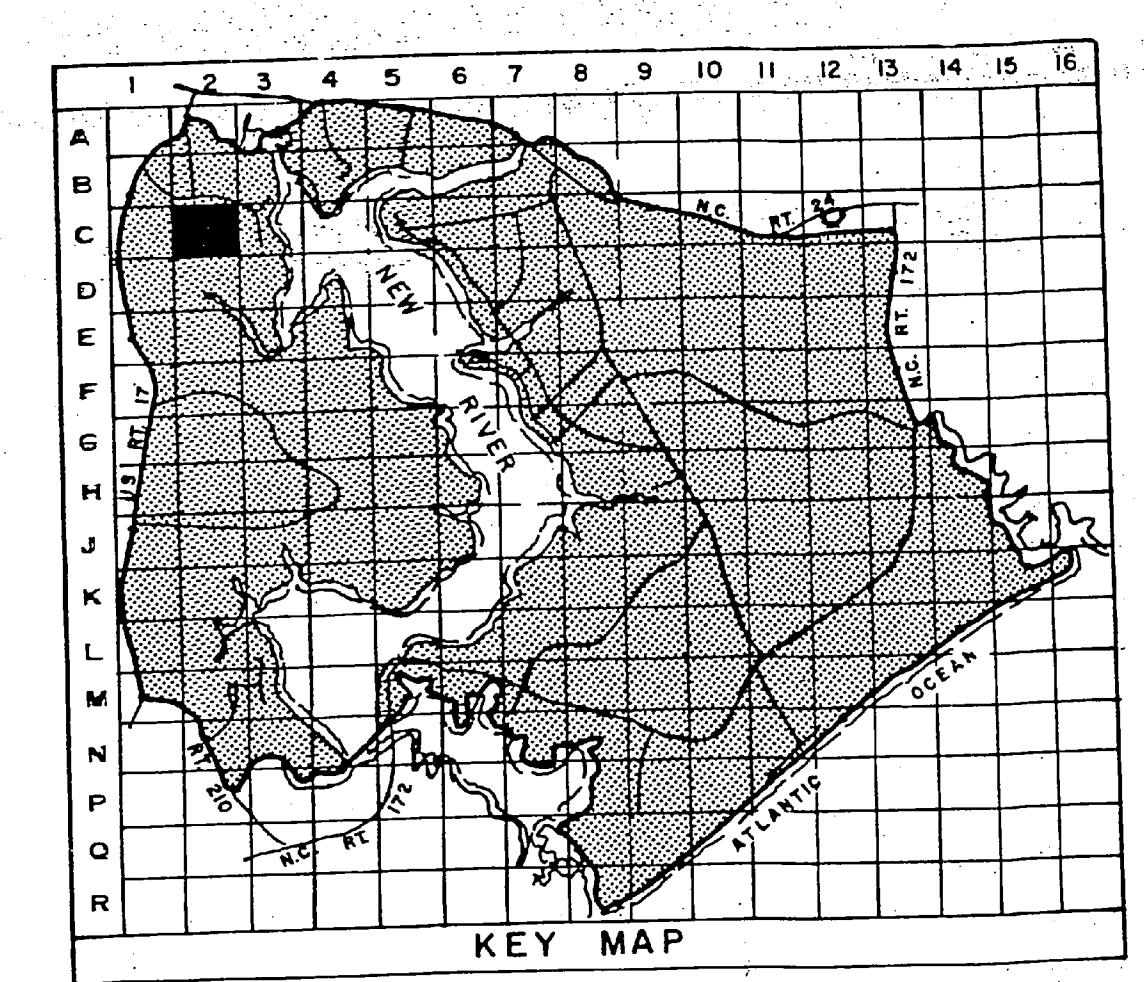 1 2 3 4 5 6 7 8 9 10 11 12 13 14 15 16
A
B
C
D
E
F
G
H
J
K
L
M
N
P
Q
R
N.C. RT. 24
N.C. RT. 172
NEW RIVER
US RT. 17
RT. 210
N.C. RT. 172
ATLANTIC OCEAN
KEY MAP